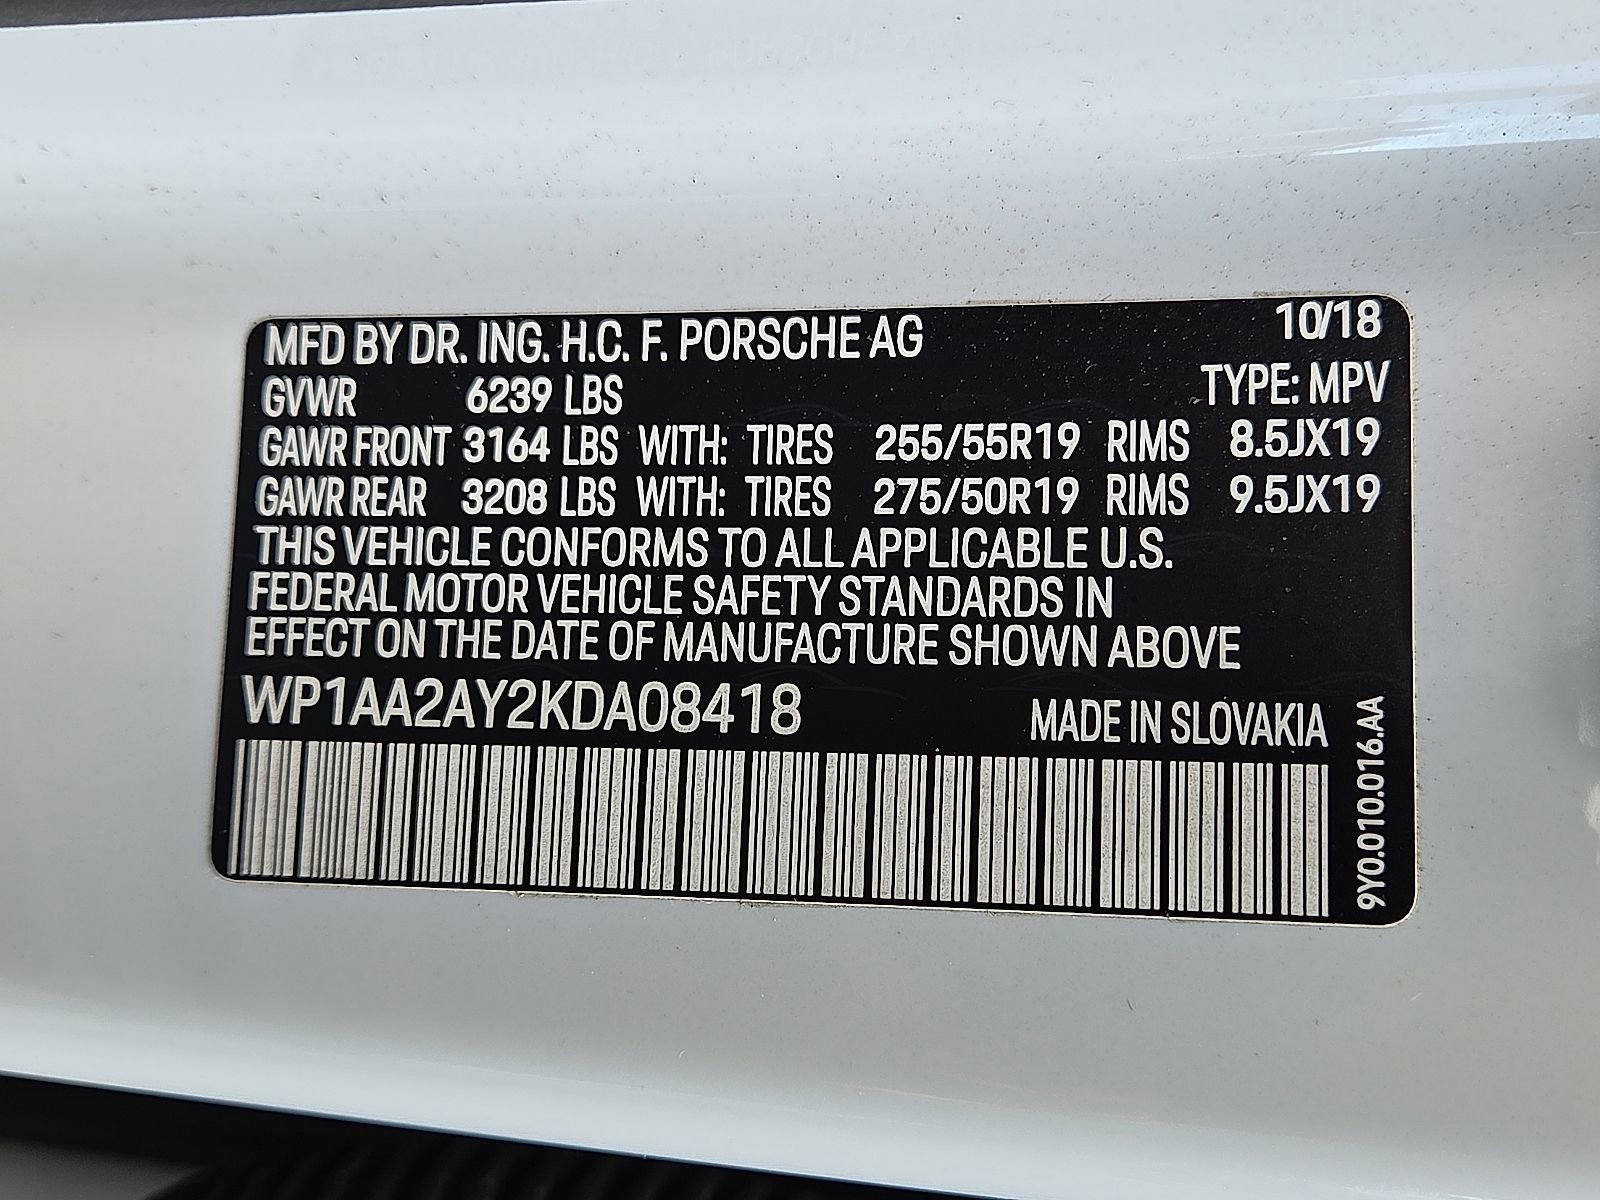 MFD BY DR. ING. H.C. F. PORSCHE AG 10/18
GVWR 6239 LBS TYPE: MPV
GAWR FRONT 3164 LBS WITH: TIRES 255/55R19 RIMS 8.5JX19
GAWR REAR 3208 LBS WITH: TIRES 275/50R19 RIMS 9.5JX19
THIS VEHICLE CONFORMS TO ALL APPLICABLE U.S.
FEDERAL MOTOR VEHICLE SAFETY STANDARDS IN
EFFECT ON THE DATE OF MANUFACTURE SHOWN ABOVE
WP1AA2AY2KDA08418 MADE IN SLOVAKIA
9Y0.010.016.AA